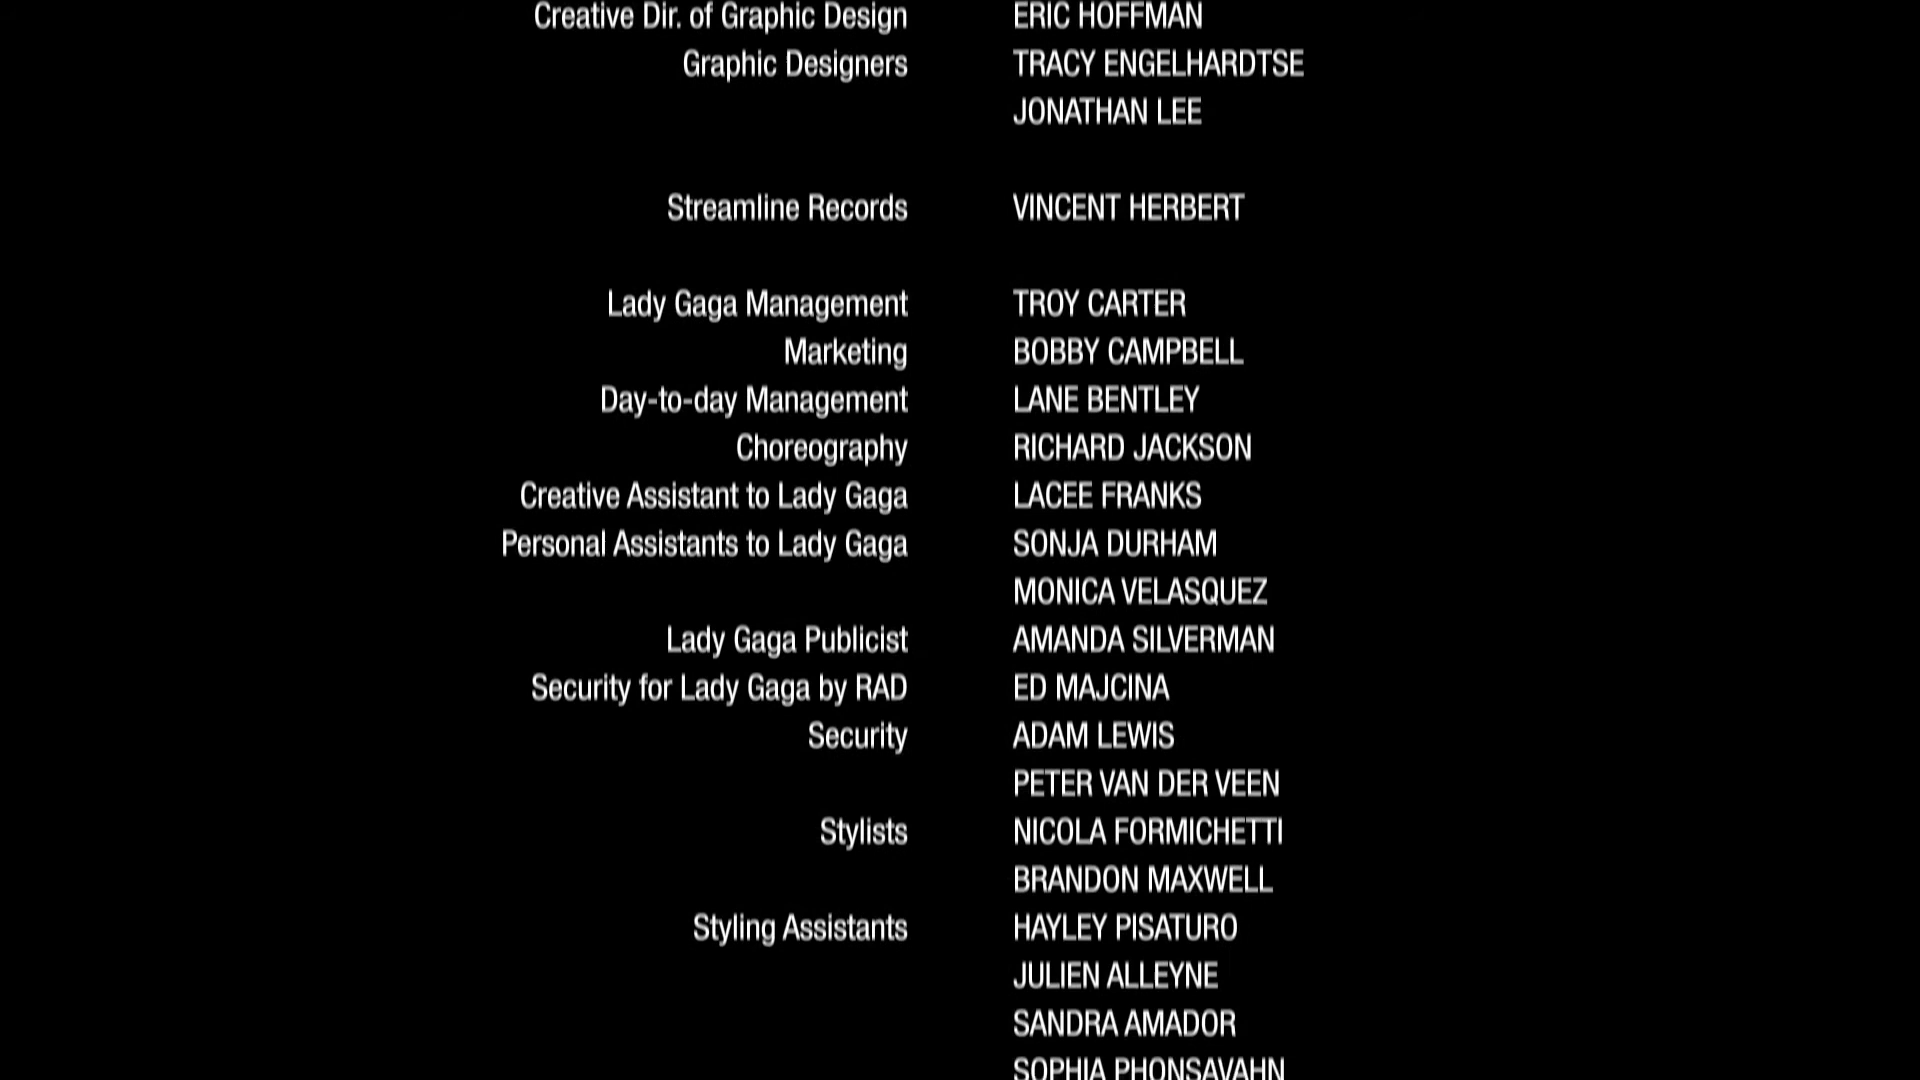 Creative Dir. of Graphic Design ERIC HOFFMAN
Graphic Designers TRACY ENGELHARDTSE
JONATHAN LEE
Streamline Records VINCENT HERBERT
Lady Gaga Management TROY CARTER
Marketing BOBBY CAMPBELL
Day-to-day Management LANE BENTLEY
Choreography RICHARD JACKSON
Creative Assistant to Lady Gaga LACEE FRANKS
Personal Assistants to Lady Gaga SONJA DURHAM
MONICA VELASQUEZ
Lady Gaga Publicist AMANDA SILVERMAN
Security for Lady Gaga by RAD ED MAJCINA
Security ADAM LEWIS
PETER VAN DER VEEN
Stylists NICOLA FORMICHETTI
BRANDON MAXWELL
Styling Assistants HAYLEY PISATURO
JULIEN ALLEYNE
SANDRA AMADOR
SOPHIA PHONSAVAHN